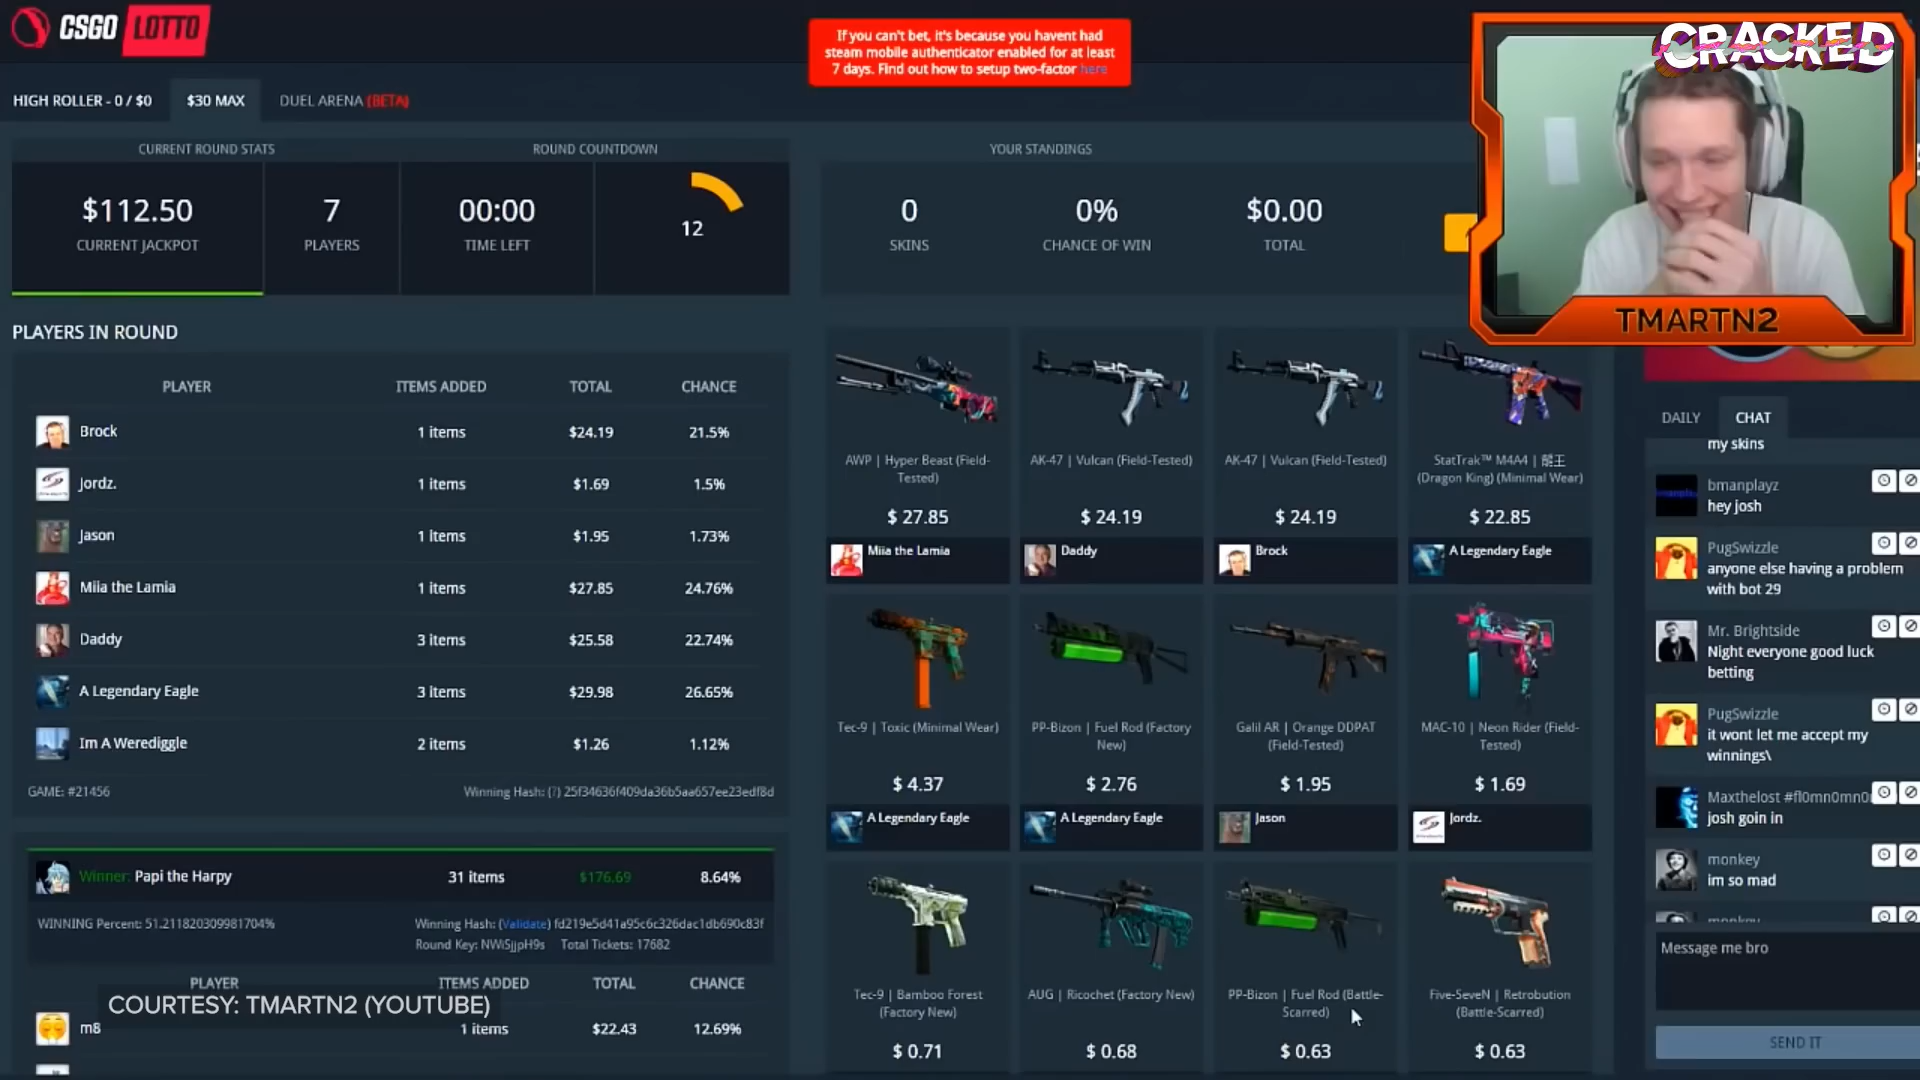 CSGO LOTTO
If you can't bet, it's because you havent had
steam mobile authenticator enabled for at least
7 days. Find out how to setup two-factor here
CRACKED
HIGH ROLLER - 0 / $0
$30 MAX
DUEL ARENA (BETA)
CURRENT ROUND STATS
ROUND COUNTDOWN
YOUR STANDINGS
$112.50
CURRENT JACKPOT
7
PLAYERS
00:00
TIME LEFT
12
0
SKINS
0%
CHANCE OF WIN
$0.00
TOTAL
TMARTN2
PLAYERS IN ROUND
PLAYER ITEMS ADDED TOTAL CHANCE
Brock 1 items $24.19 21.5%
Jordz. 1 items $1.69 1.5%
Jason 1 items $1.95 1.73%
Miia the Lamia 1 items $27.85 24.76%
Daddy 3 items $25.58 22.74%
A Legendary Eagle 3 items $29.98 26.65%
Im A Werediggle 2 items $1.26 1.12%
GAME: #21456
Winning Hash: (?) 25f34636f409da36b5aa657ee23edf8d
Winner: Papi the Harpy 31 items $176.69 8.64%
WINNING Percent: 51.211820309981704%
Winning Hash: (Validate) fd219e5d41a95c6c326dac1db690c83f
Round Key: NWiSjjpH9s Total Tickets: 17682
PLAYER ITEMS ADDED TOTAL CHANCE
COURTESY: TMARTN2 (YOUTUBE)
m8 1 items $22.43 12.69%
AWP | Hyper Beast (Field-
Tested)
$ 27.85
Miia the Lamia
AK-47 | Vulcan (Field-Tested)
$ 24.19
Daddy
AK-47 | Vulcan (Field-Tested)
$ 24.19
Brock
StatTrak™ M4A4 | 龍王
(Dragon King) (Minimal Wear)
$ 22.85
A Legendary Eagle
Tec-9 | Toxic (Minimal Wear)
$ 4.37
A Legendary Eagle
PP-Bizon | Fuel Rod (Factory
New)
$ 2.76
A Legendary Eagle
Galil AR | Orange DDPAT
(Field-Tested)
$ 1.95
Jason
MAC-10 | Neon Rider (Field-
Tested)
$ 1.69
Jordz.
Tec-9 | Bamboo Forest
(Factory New)
$ 0.71
AUG | Ricochet (Factory New)
$ 0.68
PP-Bizon | Fuel Rod (Battle-
Scarred)
$ 0.63
Five-SeveN | Retrobution
(Battle-Scarred)
$ 0.63
DAILY
CHAT
my skins
bmanplayz
hey josh
PugSwizzle
anyone else having a problem
with bot 29
Mr. Brightside
Night everyone good luck
betting
PugSwizzle
it wont let me accept my
winnings\
Maxthelost #fl0mn0mn0
josh goin in
monkey
im so mad
monkey
Message me bro
SEND IT